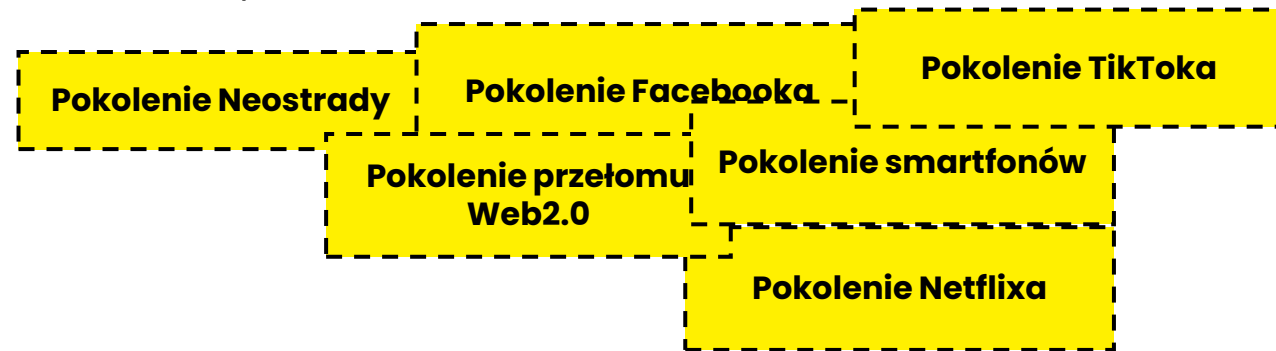 Pokolenie Neostrady
Pokolenie Facebooka
Pokolenie TikToka
Pokolenie przełomu
Web2.0
Pokolenie smartfonów
Pokolenie Netflixa